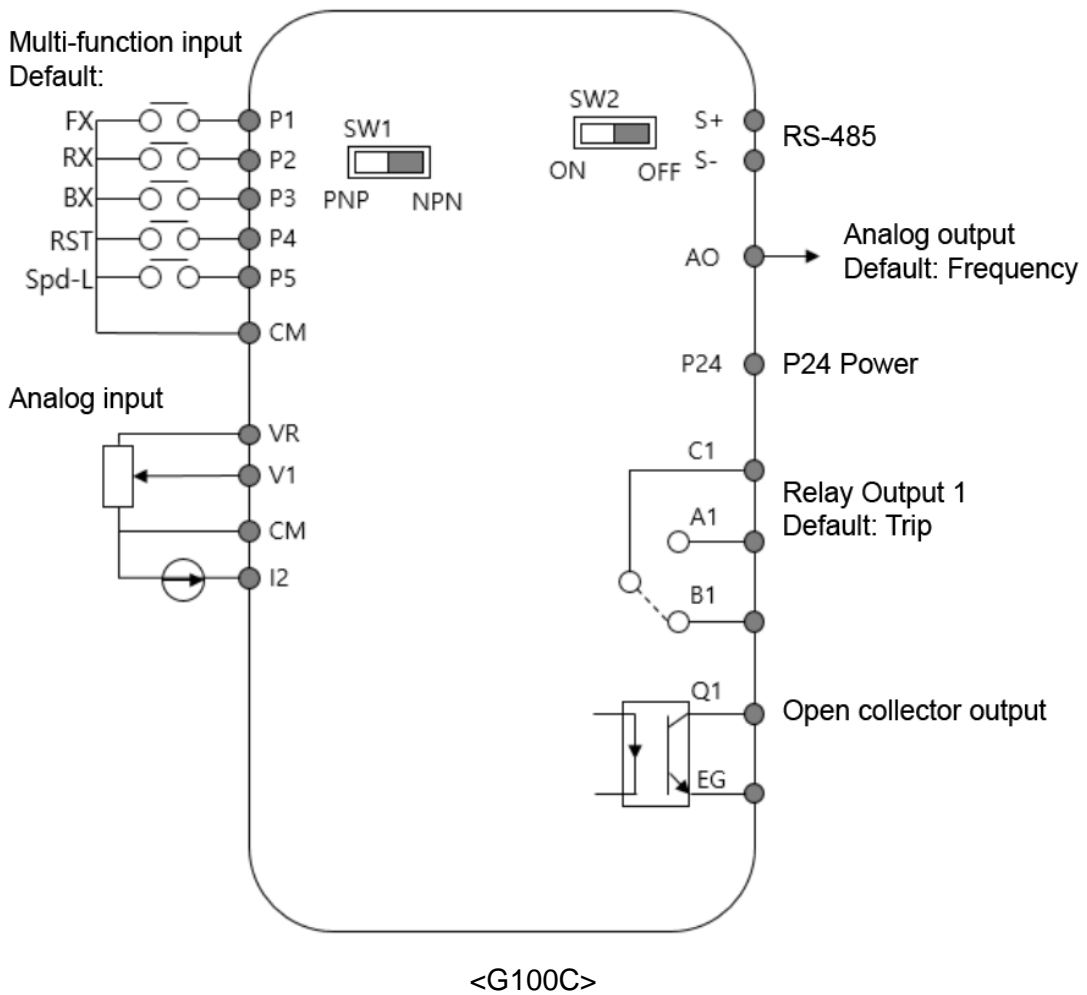 Multi-function input
Default:
FX
P1
RX
P2
BX
P3
RST
P4
Spd-L
P5
CM
SW1
PNP NPN
SW2
ON OFF
S+
S-
RS-485
AO
Analog output
Default: Frequency
P24
P24 Power
Analog input
VR
V1
CM
I2
C1
A1
B1
Relay Output 1
Default: Trip
Q1
EG
Open collector output
<G100C>